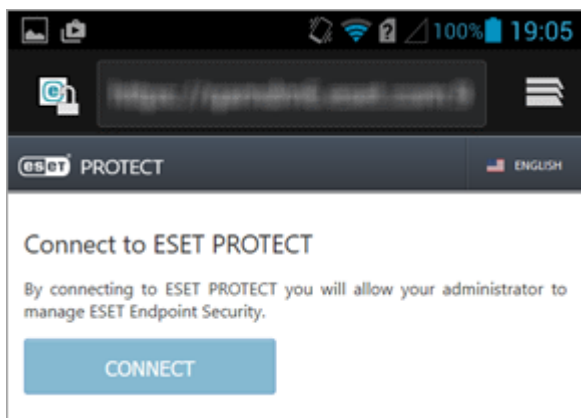 100% 19:05
eset PROTECT ENGLISH
Connect to ESET PROTECT
By connecting to ESET PROTECT you will allow your administrator to
manage ESET Endpoint Security.
CONNECT